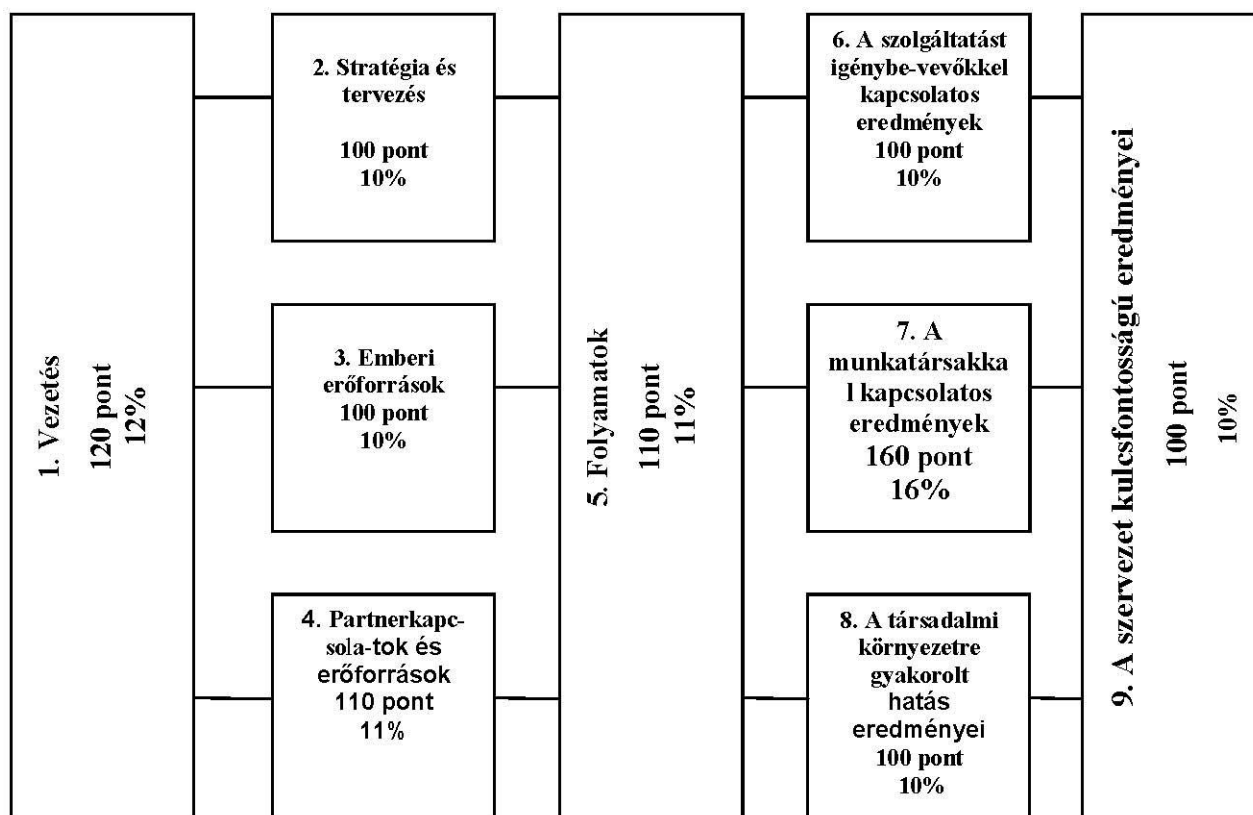 1. Vezetés
120 pont
12%
2. Stratégia és
tervezés
100 pont
10%
3. Emberi
erőforrások
100 pont
10%
4. Partnerkapc-
sola-tok és
erőforrások
110 pont
11%
5. Folyamatok
110 pont
11%
6. A szolgáltatást
igénybe-vevőkkel
kapcsolatos
eredmények
100 pont
10%
7. A
munkatársakka
l kapcsolatos
eredmények
160 pont
16%
8. A társadalmi
környezetre
gyakorolt
hatás
eredményei
100 pont
10%
9. A szervezet kulcsfontosságú eredményei
100 pont
10%